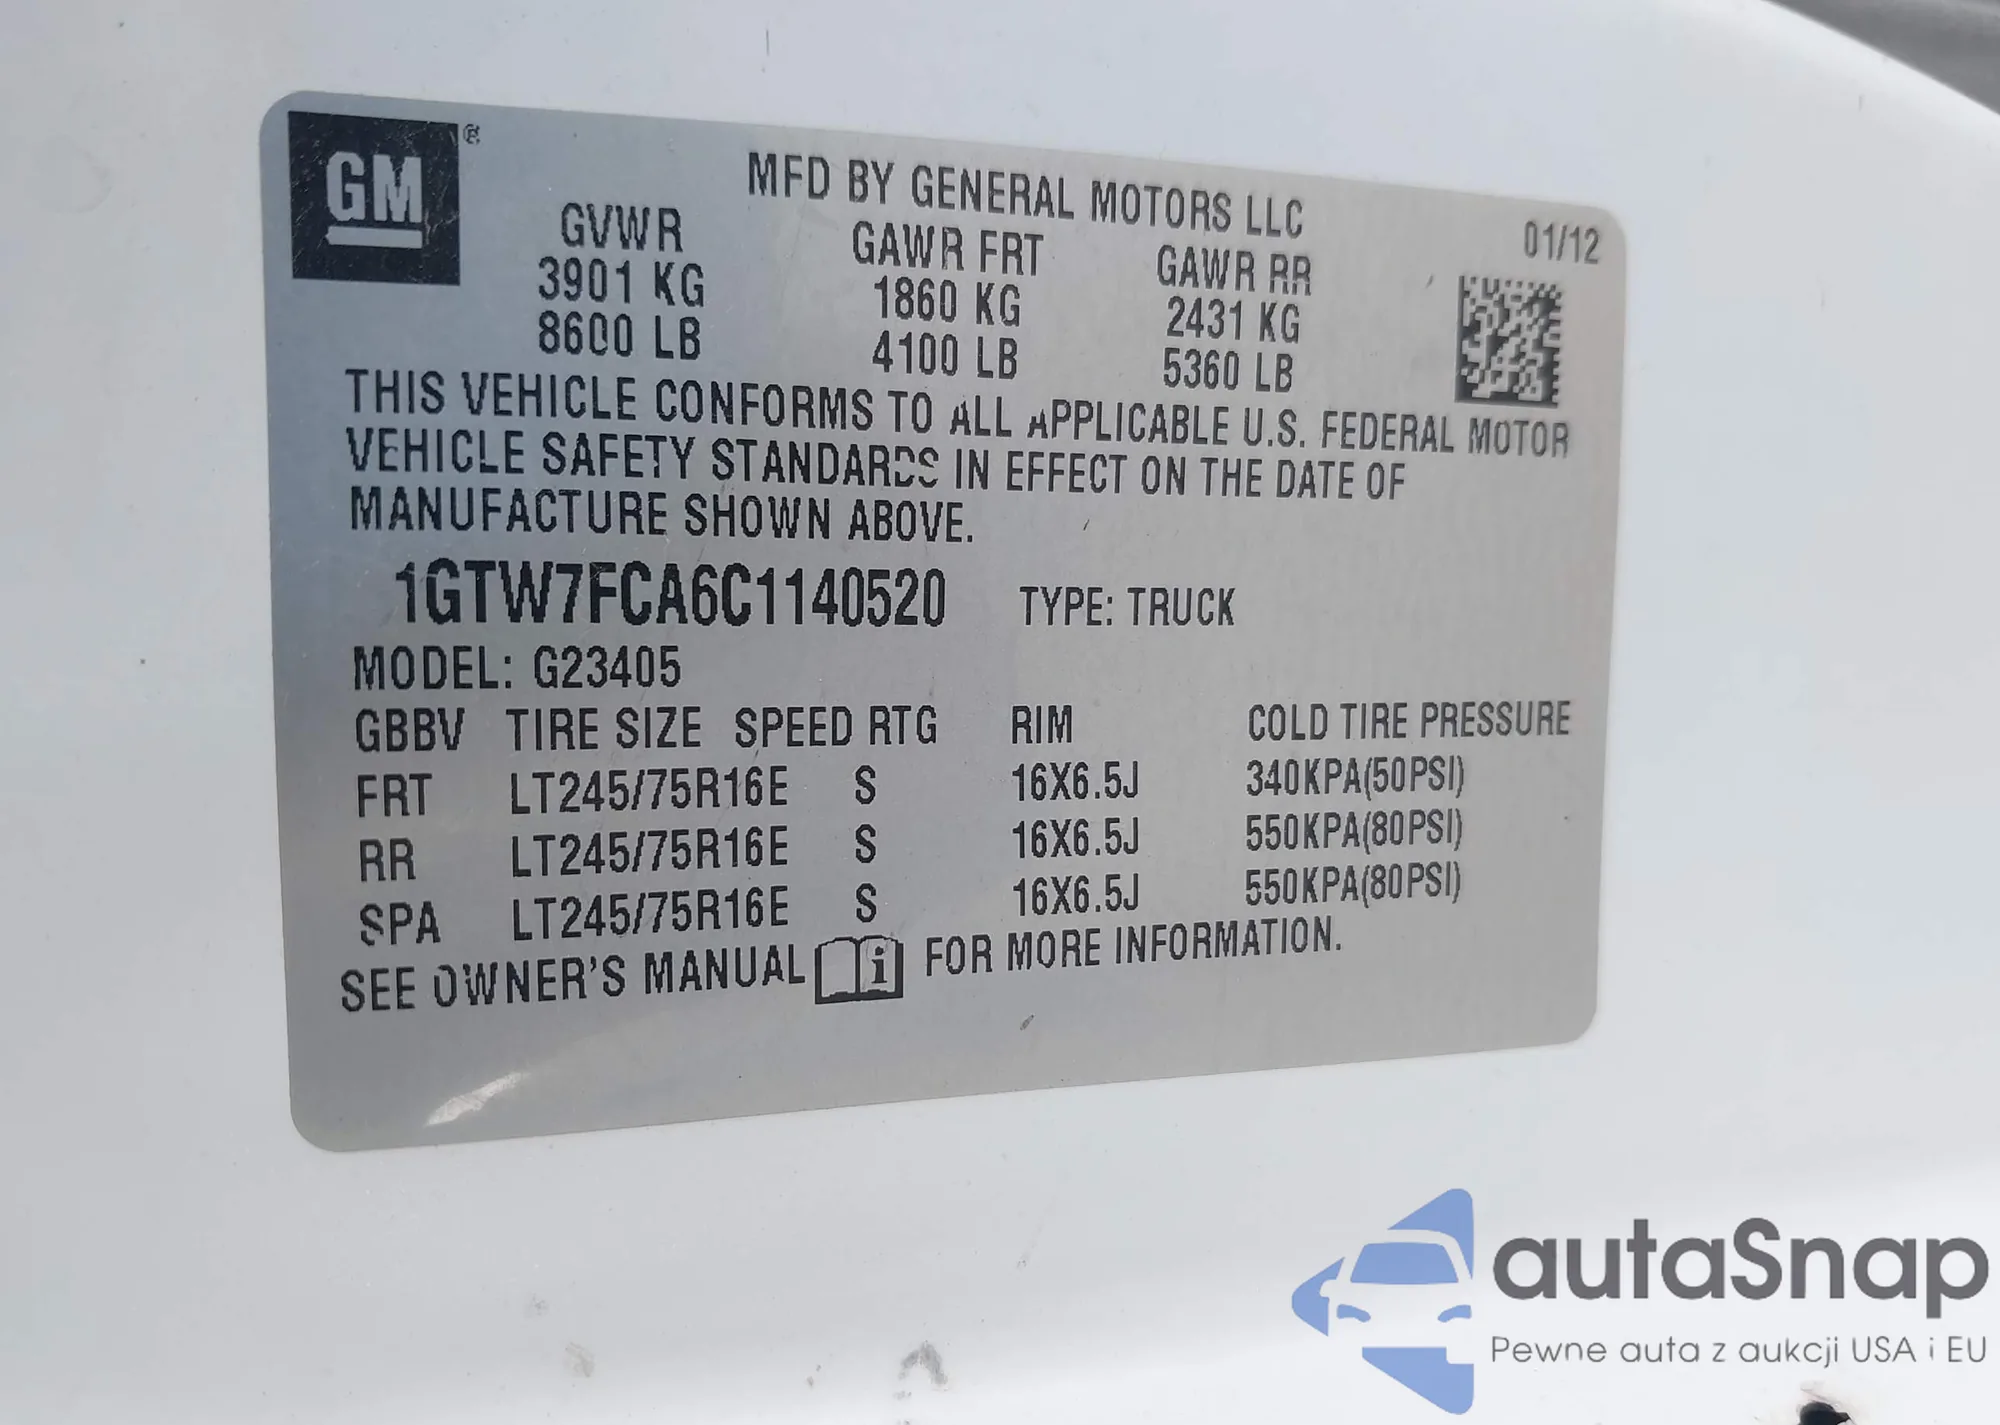 GM®
MFD BY GENERAL MOTORS LLC
01/12
GVWR GAWR FRT GAWR RR
3901 KG 1860 KG 2431 KG
8600 LB 4100 LB 5360 LB
THIS VEHICLE CONFORMS TO ALL APPLICABLE U.S. FEDERAL MOTOR
VEHICLE SAFETY STANDARDS IN EFFECT ON THE DATE OF
MANUFACTURE SHOWN ABOVE.
1GTW7FCA6C1140520 TYPE: TRUCK
MODEL: G23405
GBBV TIRE SIZE SPEED RTG RIM COLD TIRE PRESSURE
FRT LT245/75R16E S 16X6.5J 340KPA(50PSI)
RR LT245/75R16E S 16X6.5J 550KPA(80PSI)
SPA LT245/75R16E S 16X6.5J 550KPA(80PSI)
SEE OWNER'S MANUAL i FOR MORE INFORMATION.
autaSnap
Pewne auta z aukcji USA i EU